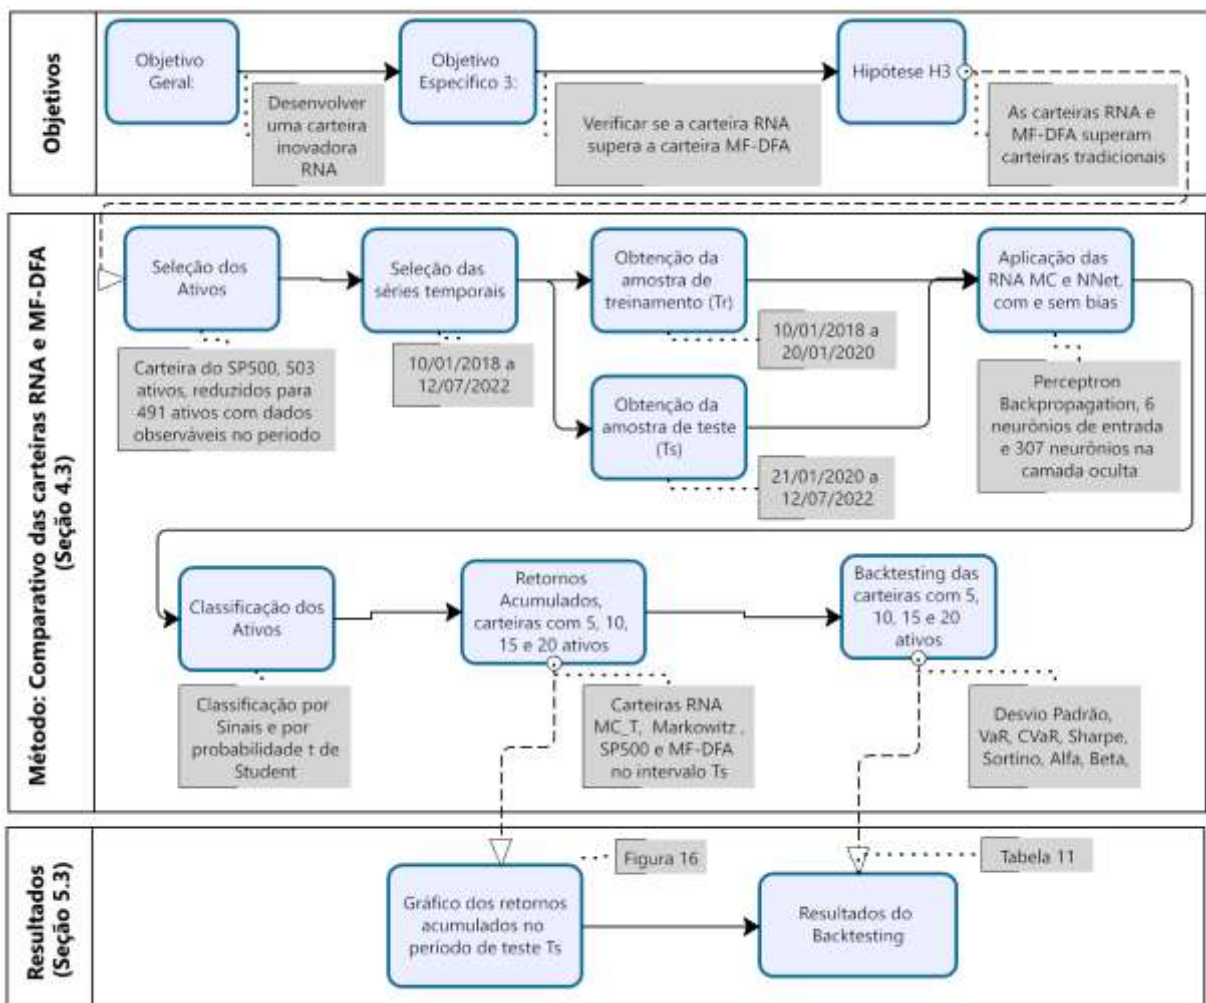 Objetivos
Objetivo
Geral:
Desenvolver
uma carteira
inovadora
RNA
Objetivo
Específico 3:
Verificar se a carteira RNA
supera a carteira MF-DFA
Hipótese H3
As carteiras RNA e
MF-DFA superam
carteiras tradicionais
Método: Comparativo das carteiras RNA e MF-DFA
(Seção 4.3)
Seleção dos
Ativos
Carteira do SP500, 503
ativos, reduzidos para
491 ativos com dados
observáveis no periodo
Seleção das
séries temporais
10/01/2018 a
12/07/2022
Obtenção da
amostra de
treinamento (Tr)
10/01/2018 a
20/01/2020
Obtenção da
amostra de teste
(Ts)
21/01/2020 a
12/07/2022
Aplicação das
RNA MC e NNet,
com e sem bias
Perceptron
Backpropagation, 6
neurônios de entrada
e 307 neurônios na
camada oculta
Classificação dos
Ativos
Classificação por
Sinais e por
probabilidade t de
Student
Retornos
Acumulados,
carteiras com 5, 10,
15 e 20 ativos
Carteiras RNA
MC_T, Markowitz ,
SP500 e MF-DFA
no intervalo Ts
Backtesting das
carteiras com 5,
10, 15 e 20
ativos
Desvio Padrão,
VaR, CVaR, Sharpe,
Sortino, Alfa, Beta,
Resultados
(Seção 5.3)
Gráfico dos retornos
acumulados no
período de teste Ts
Figura 16
Resultados do
Backtesting
Tabela 11